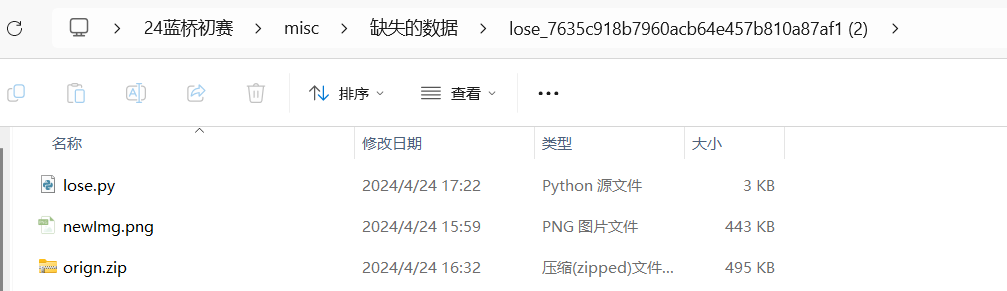 24蓝桥初赛 misc 缺失的数据 lose_7635c918b7960acb64e457b810a87af1 (2)
排序 查看
名称 修改日期 类型 大小
lose.py 2024/4/24 17:22 Python 源文件 3 KB
newImg.png 2024/4/24 15:59 PNG 图片文件 443 KB
orign.zip 2024/4/24 16:32 压缩(zipped)文件... 495 KB